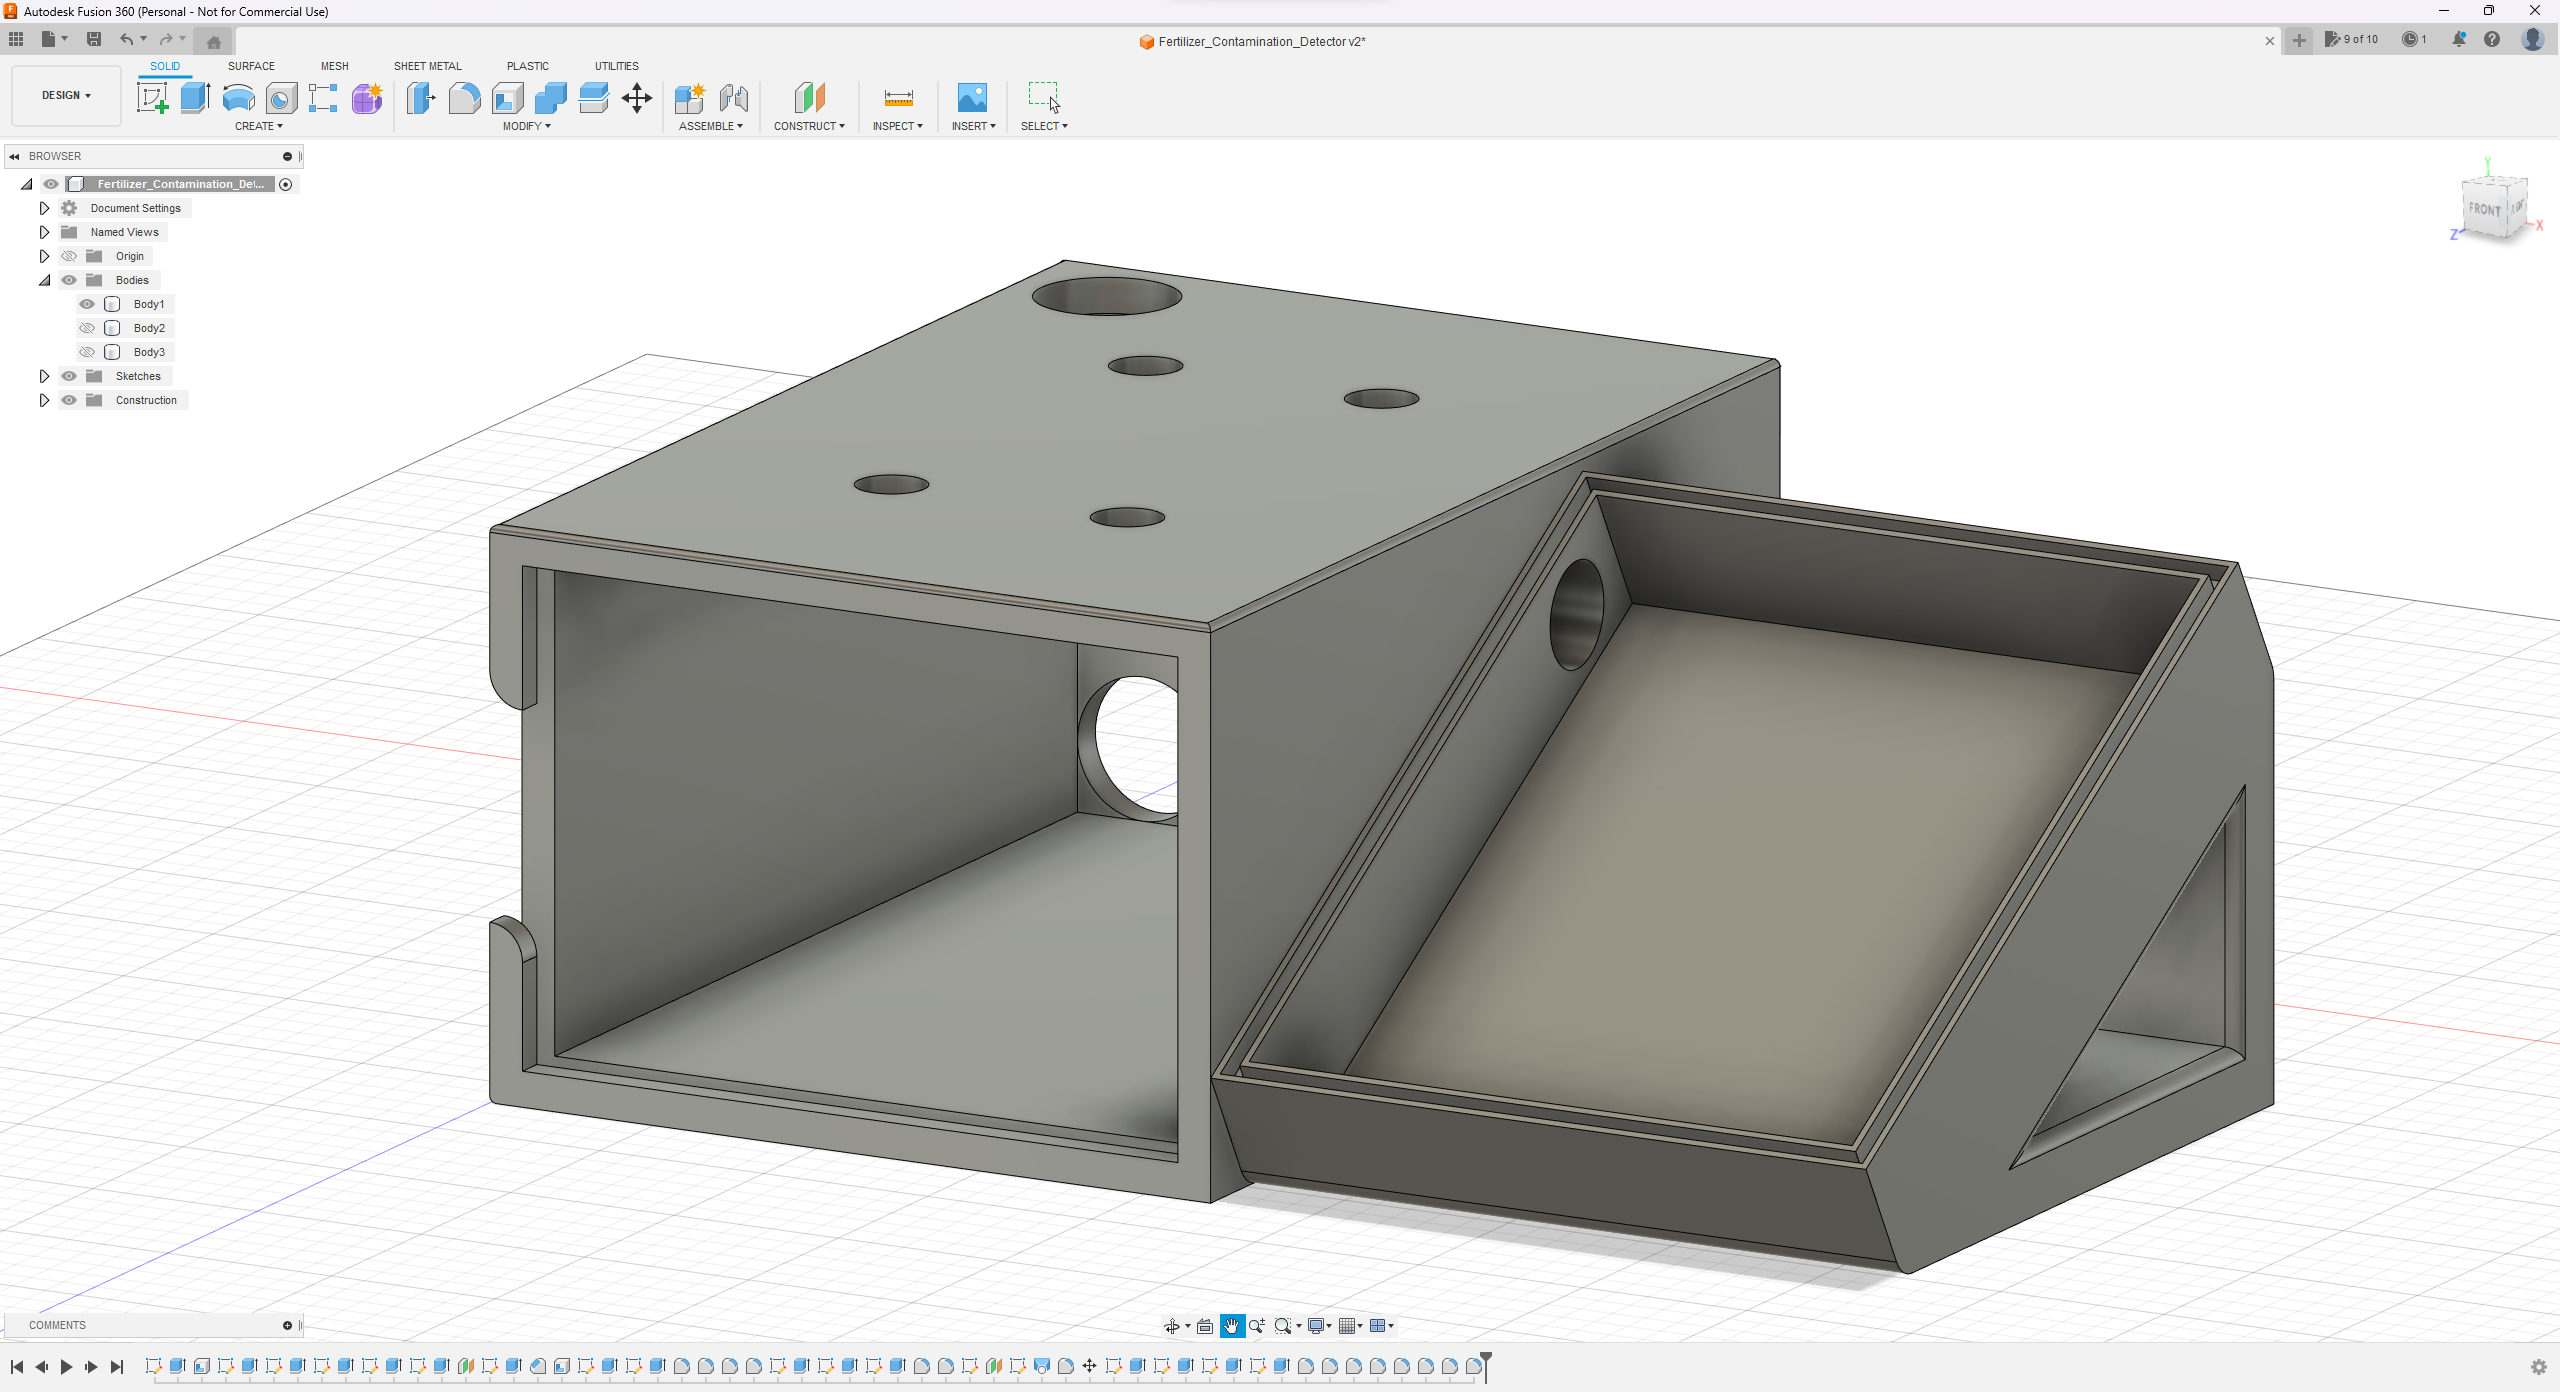 Autodesk Fusion 360 (Personal - Not for Commercial Use)
Fertilizer_Contamination_Detector v2*
9 of 10
1
DESIGN
SOLID
SURFACE
MESH
SHEET METAL
PLASTIC
UTILITIES
CREATE
MODIFY
ASSEMBLE
CONSTRUCT
INSPECT
INSERT
SELECT
BROWSER
Fertilizer_Contamination_Det...
Document Settings
Named Views
Origin
Bodies
Body1
Body2
Body3
Sketches
Construction
Y
FRONT
RIGHT
X
Z
COMMENTS